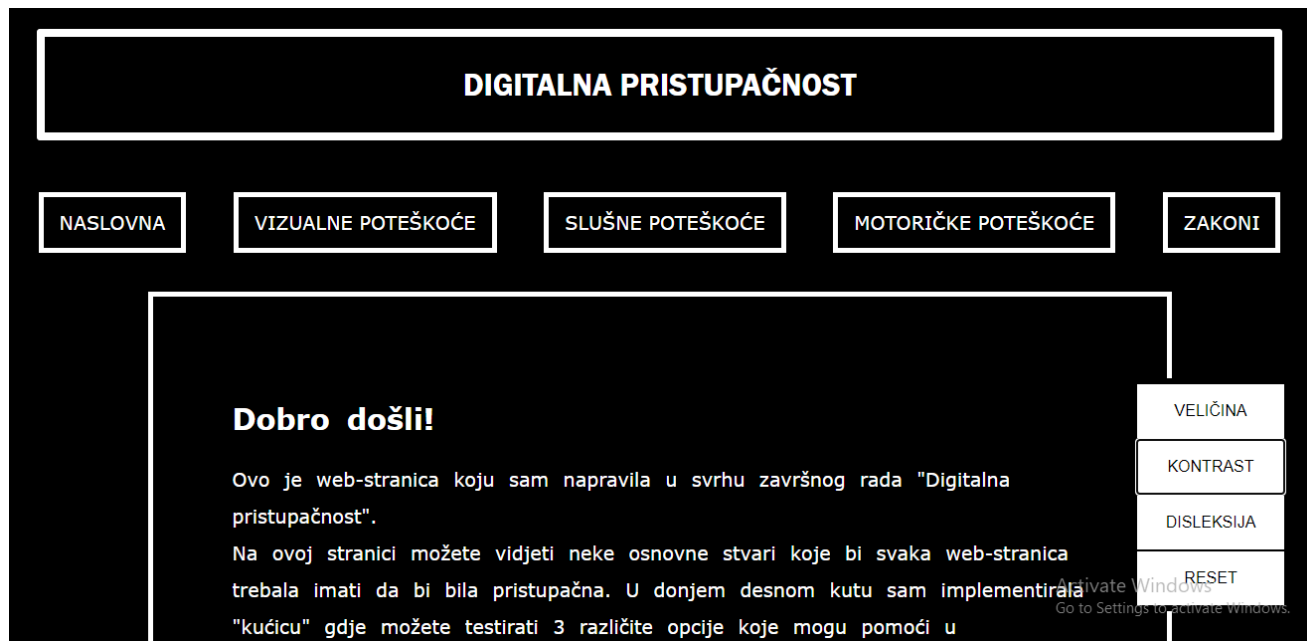 DIGITALNA PRISTUPAČNOST
NASLOVNA VIZUALNE POTEŠKOĆE SLUŠNE POTEŠKOĆE MOTORIČKE POTEŠKOĆE ZAKONI
Dobro došli!
Ovo je web-stranica koju sam napravila u svrhu završnog rada "Digitalna
pristupačnost".
Na ovoj stranici možete vidjeti neke osnovne stvari koje bi svaka web-stranica
trebala imati da bi bila pristupačna. U donjem desnom kutu sam implementirala
"kućicu" gdje možete testirati 3 različite opcije koje mogu pomoći u
VELIČINA
KONTRAST
DISLEKSIJA
RESET
Activate Windows
Go to Settings to activate Windows.